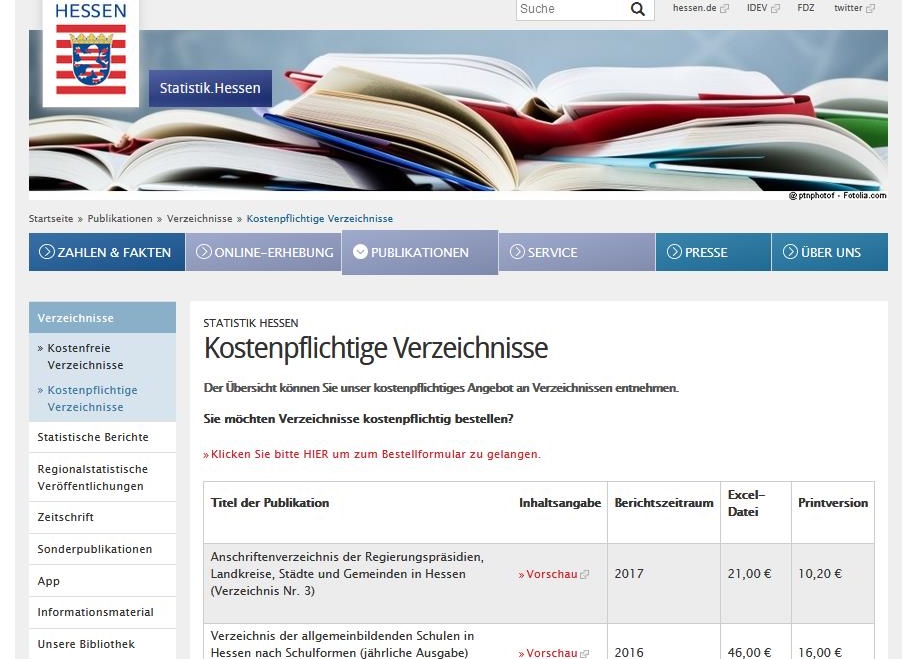 HESSEN
Suche
hessen.de
IDEV
FDZ
twitter
Statistik.Hessen
@ ptnphotof - Fotolia.com
Startseite » Publikationen » Verzeichnisse » Kostenpflichtige Verzeichnisse
ZAHLEN & FAKTEN
ONLINE-ERHEBUNG
PUBLIKATIONEN
SERVICE
PRESSE
ÜBER UNS
Verzeichnisse
» Kostenfreie
Verzeichnisse
» Kostenpflichtige
Verzeichnisse
Statistische Berichte
Regionalstatistische
Veröffentlichungen
Zeitschrift
Sonderpublikationen
App
Informationsmaterial
Unsere Bibliothek
STATISTIK HESSEN
Kostenpflichtige Verzeichnisse
Der Übersicht können Sie unser kostenpflichtiges Angebot an Verzeichnissen entnehmen.
Sie möchten Verzeichnisse kostenpflichtig bestellen?
» Klicken Sie bitte HIER um zum Bestellformular zu gelangen.
Titel der Publikation
Inhaltsangabe
Berichtszeitraum
Excel-
Datei
Printversion
Anschriftenverzeichnis der Regierungspräsidien,
Landkreise, Städte und Gemeinden in Hessen
(Verzeichnis Nr. 3)
» Vorschau
2017
21,00 €
10,20 €
Verzeichnis der allgemeinbildenden Schulen in
Hessen nach Schulformen (jährliche Ausgabe)
» Vorschau
2016
46,00 €
16,00 €